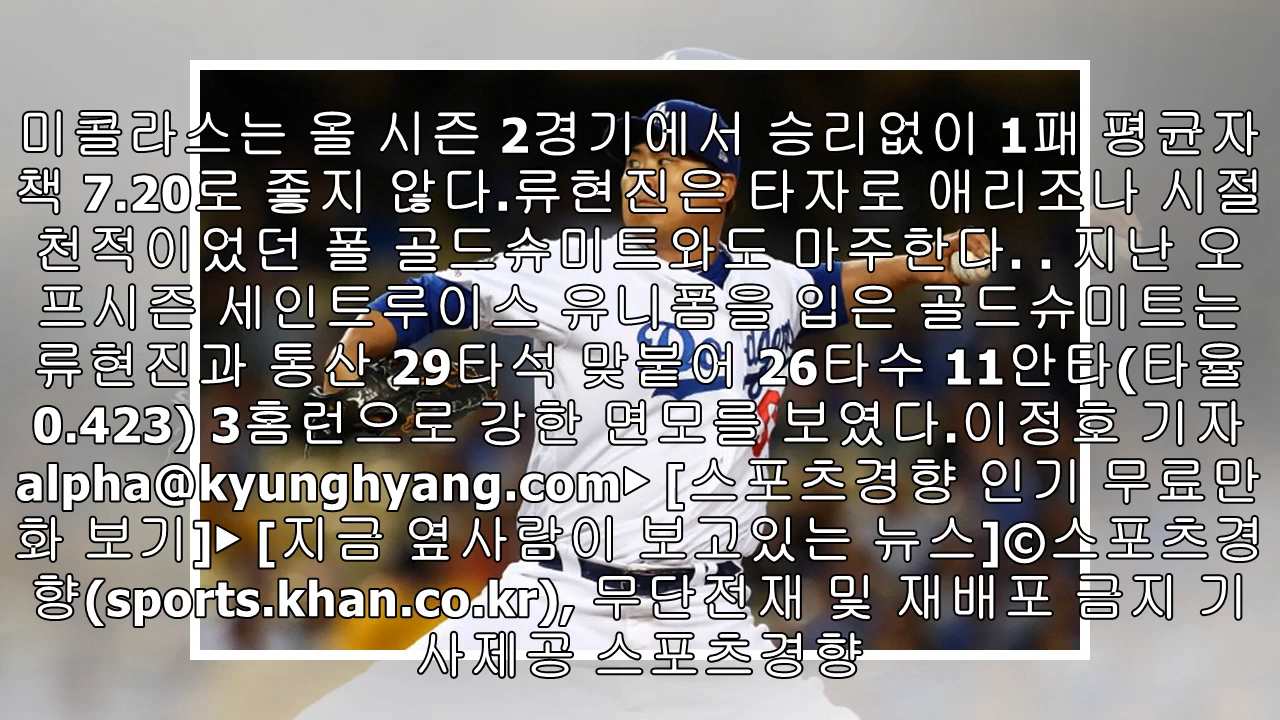 미콜라스는 올 시즌 2경기에서 승리없이 1패 평균자
책 7.20로 좋지 않다.류현진은 타자로 애리조나 시절
천적이었던 폴 골드슈미트와도 마주한다. . 지난 오
프시즌 세인트루이스 유니폼을 입은 골드슈미트는
류현진과 통산 29타석 맞붙어 26타수 11안타(타율
0.423) 3홈런으로 강한 면모를 보였다.이정호 기자
alpha@kyunghyang.com▶ [스포츠경향 인기 무료만
화 보기]▶ [지금 옆사람이 보고있는 뉴스]©스포츠경
향(sports.khan.co.kr), 무단전재 및 재배포 금지 기
사제공 스포츠경향